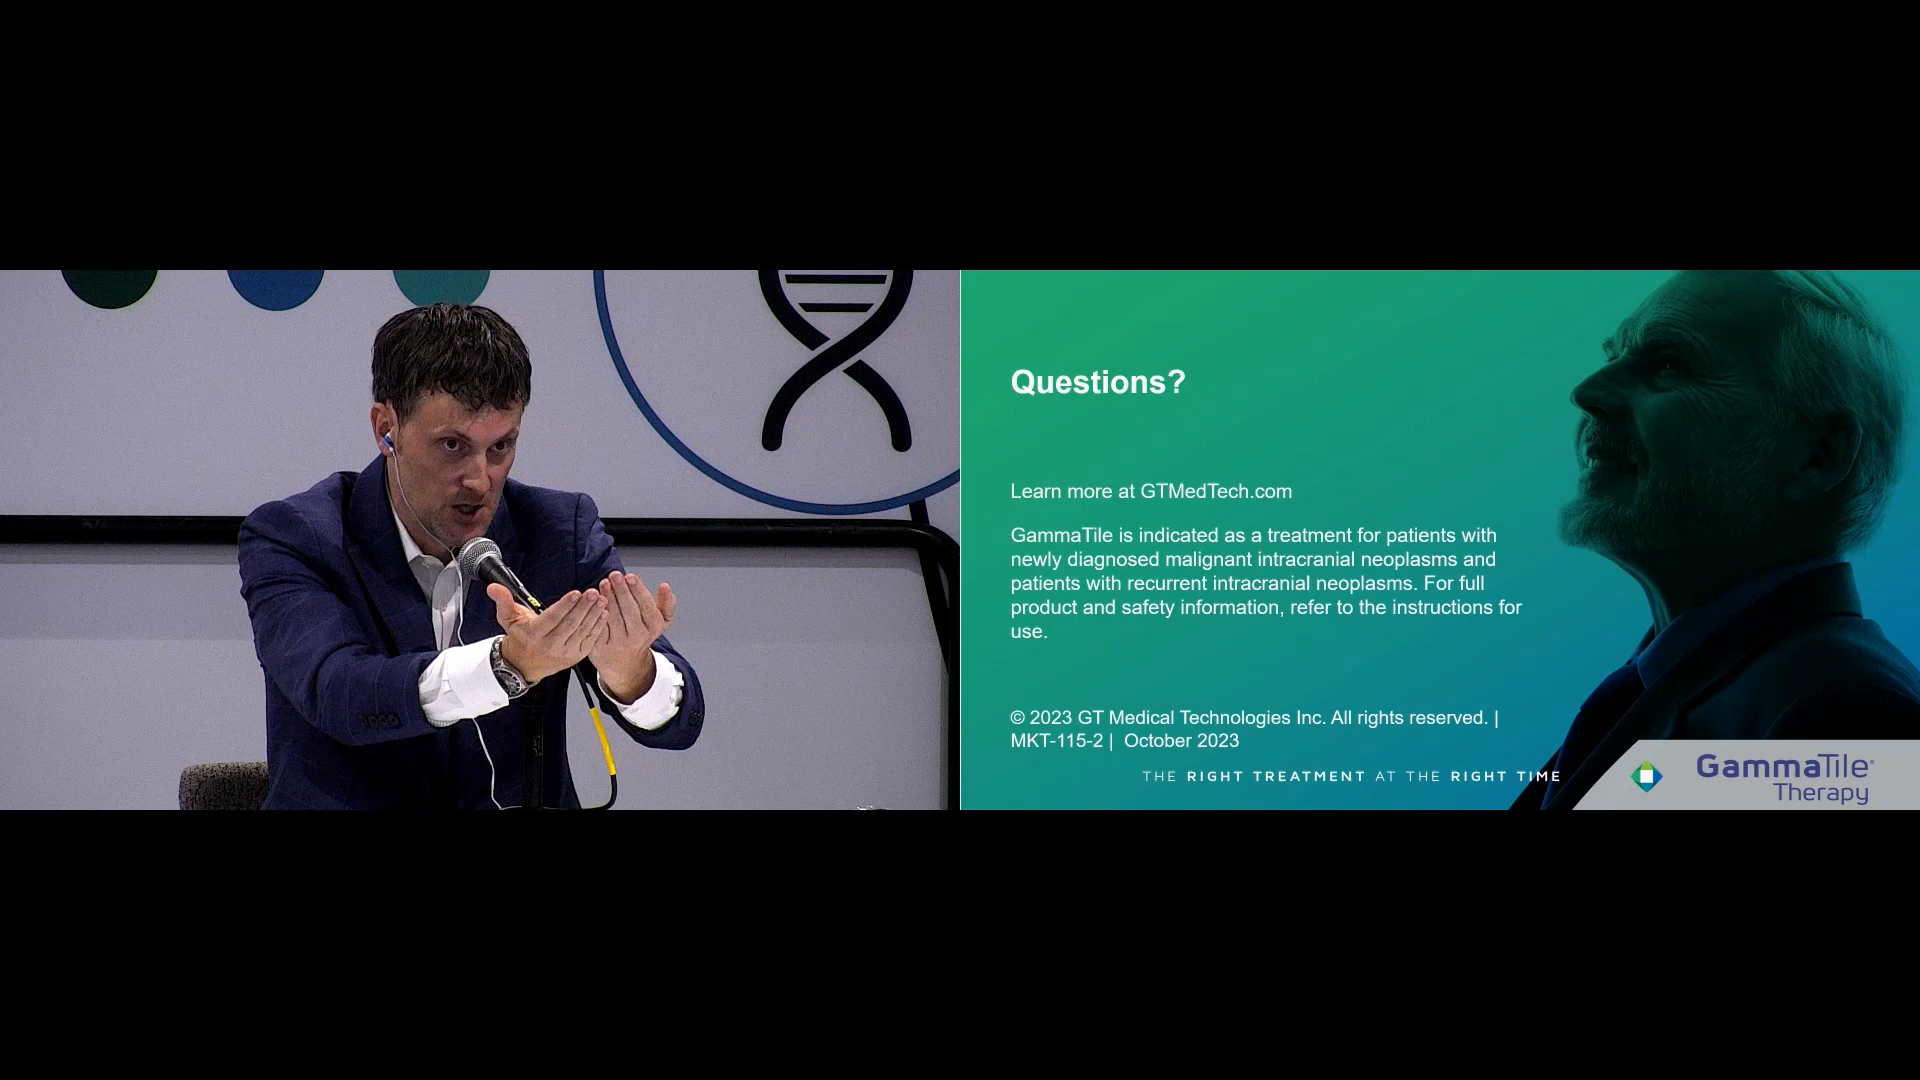 Questions?
Learn more at GTMedTech.com
GammaTile is indicated as a treatment for patients with
newly diagnosed malignant intracranial neoplasms and
patients with recurrent intracranial neoplasms. For full
product and safety information, refer to the instructions for
use.
© 2023 GT Medical Technologies Inc. All rights reserved. |
MKT-115-2 | October 2023
THE RIGHT TREATMENT AT THE RIGHT TIME
GammaTile®
Therapy